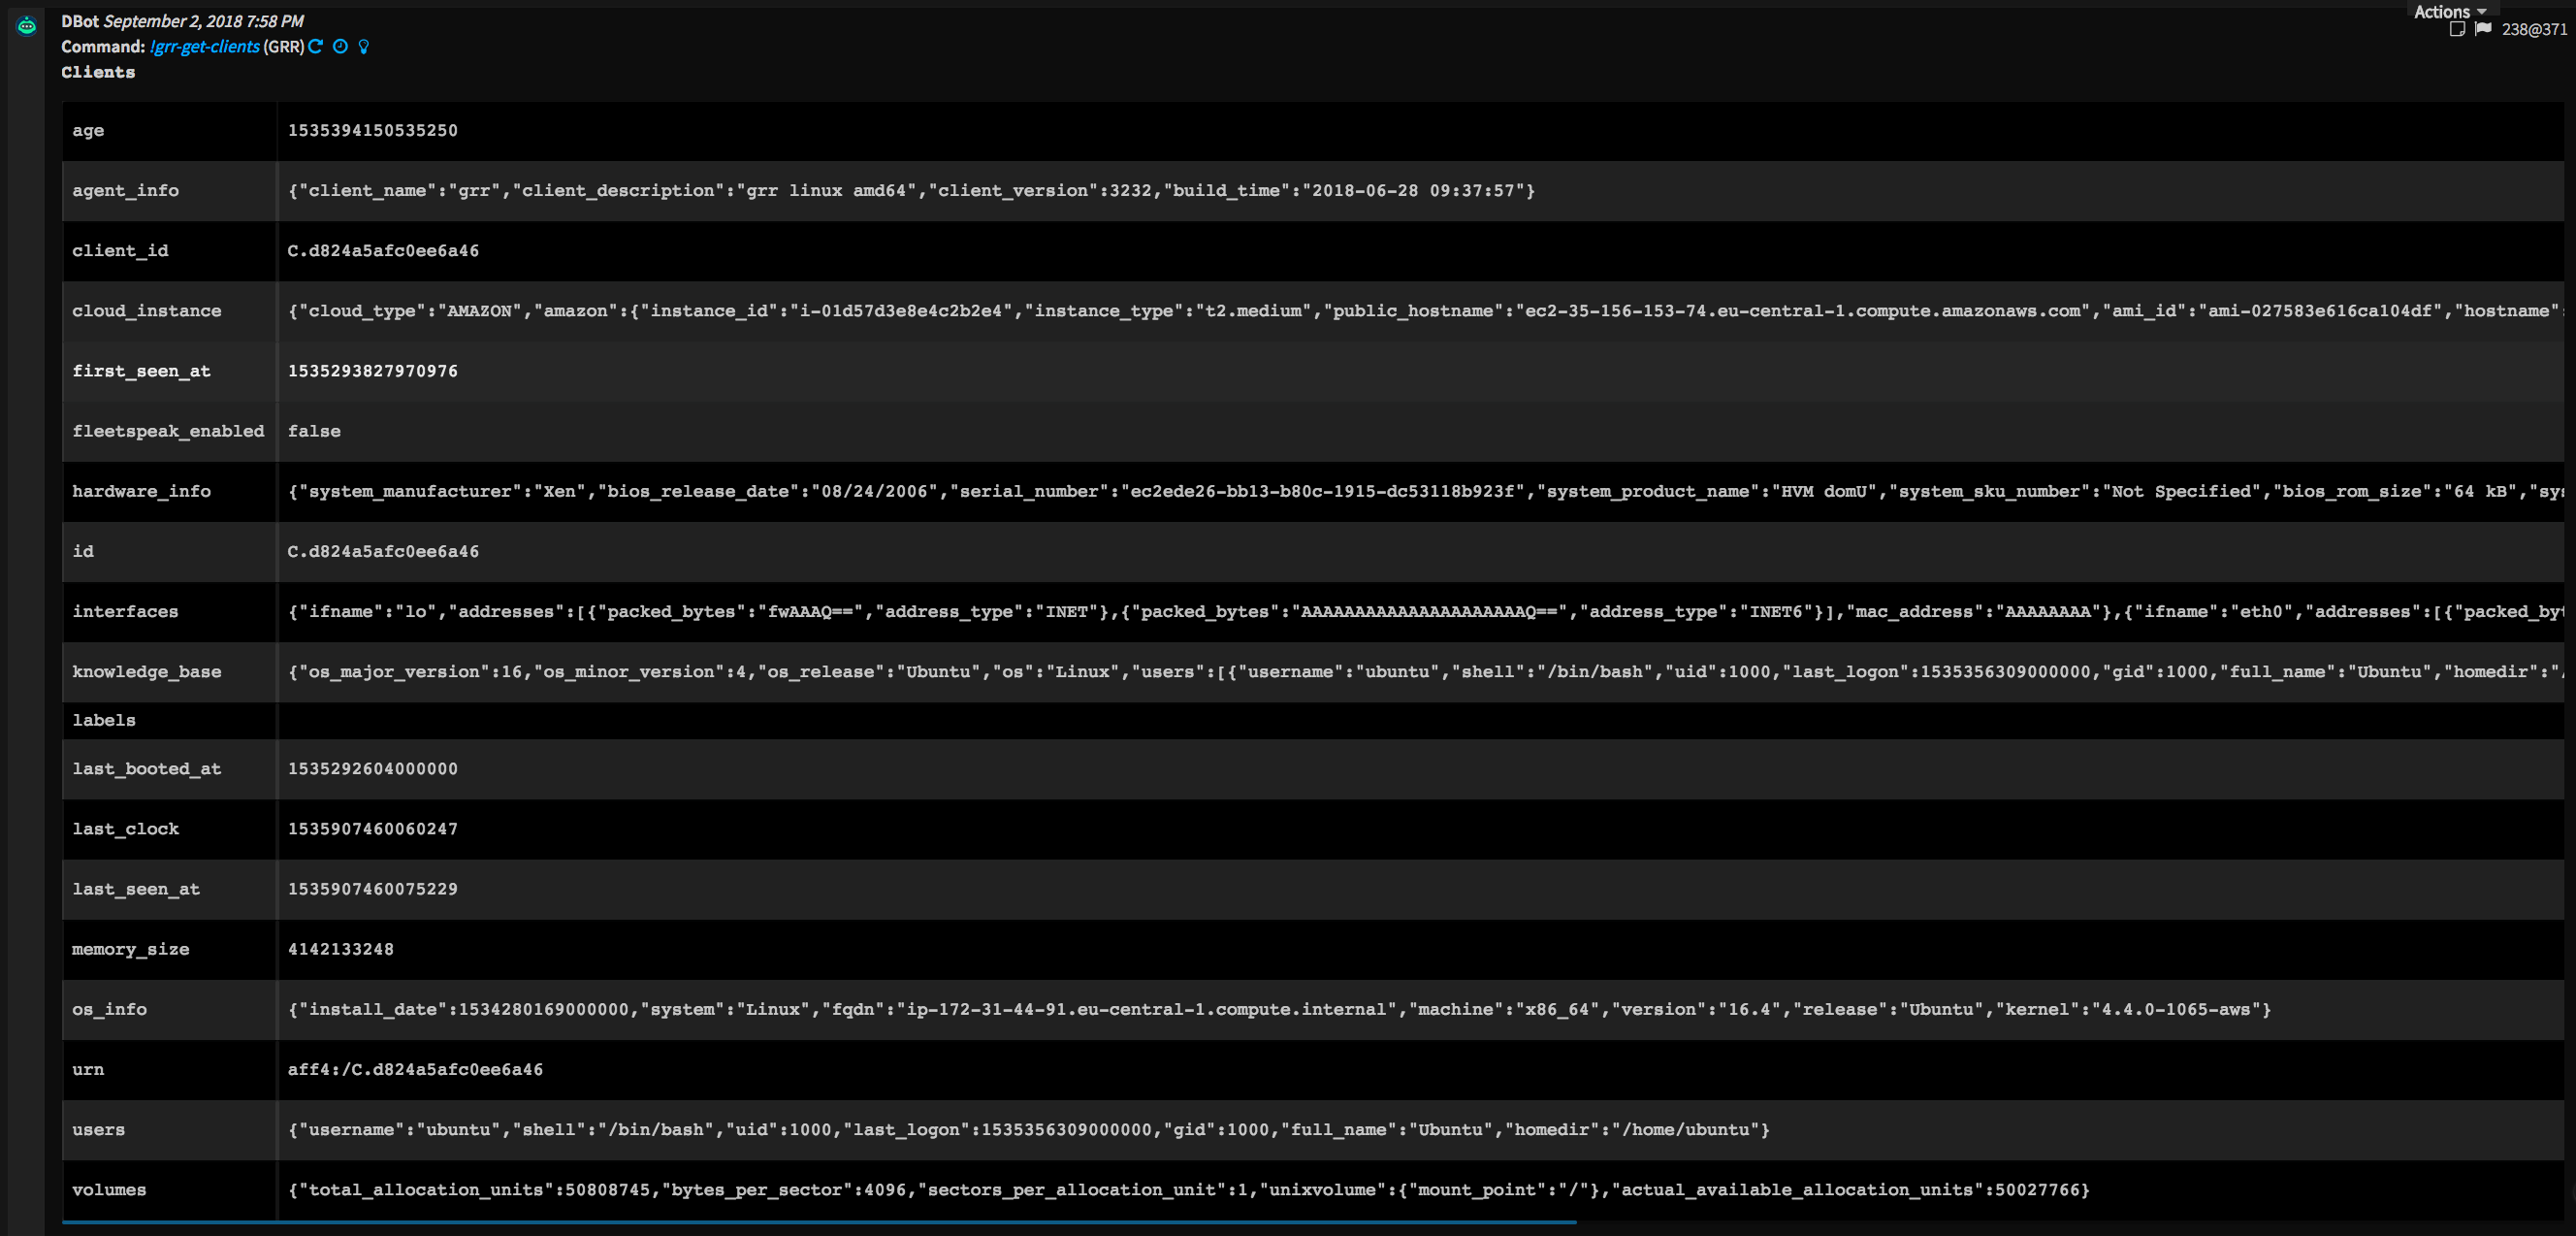 DBot September 2, 2018 7:58 PM
Actions
Command: !grr-get-clients (GRR)
238@371
Clients
age 1535394150535250
agent_info {"client_name":"grr","client_description":"grr linux amd64","client_version":3232,"build_time":"2018-06-28 09:37:57"}
client_id C.d824a5afc0ee6a46
cloud_instance {"cloud_type":"AMAZON","amazon":{"instance_id":"i-01d57d3e8e4c2b2e4","instance_type":"t2.medium","public_hostname":"ec2-35-156-153-74.eu-central-1.compute.amazonaws.com","ami_id":"ami-027583e616ca104df","hostname":
first_seen_at 1535293827970976
fleetspeak_enabled false
hardware_info {"system_manufacturer":"Xen","bios_release_date":"08/24/2006","serial_number":"ec2ede26-bb13-b80c-1915-dc53118b923f","system_product_name":"HVM domU","system_sku_number":"Not Specified","bios_rom_size":"64 kB","sys
id C.d824a5afc0ee6a46
interfaces {"ifname":"lo","addresses":[{"packed_bytes":"fwAAAQ==","address_type":"INET"},{"packed_bytes":"AAAAAAAAAAAAAAAAAAAAAQ==","address_type":"INET6"}],"mac_address":"AAAAAAAA"},{"ifname":"eth0","addresses":[{"packed_byt
knowledge_base {"os_major_version":16,"os_minor_version":4,"os_release":"Ubuntu","os":"Linux","users":[{"username":"ubuntu","shell":"/bin/bash","uid":1000,"last_logon":1535356309000000,"gid":1000,"full_name":"Ubuntu","homedir":"/
labels
last_booted_at 1535292604000000
last_clock 1535907460060247
last_seen_at 1535907460075229
memory_size 4142133248
os_info {"install_date":1534280169000000,"system":"Linux","fqdn":"ip-172-31-44-91.eu-central-1.compute.internal","machine":"x86_64","version":"16.4","release":"Ubuntu","kernel":"4.4.0-1065-aws"}
urn aff4:/C.d824a5afc0ee6a46
users {"username":"ubuntu","shell":"/bin/bash","uid":1000,"last_logon":1535356309000000,"gid":1000,"full_name":"Ubuntu","homedir":"/home/ubuntu"}
volumes {"total_allocation_units":50808745,"bytes_per_sector":4096,"sectors_per_allocation_unit":1,"unixvolume":{"mount_point":"/"},"actual_available_allocation_units":50027766}